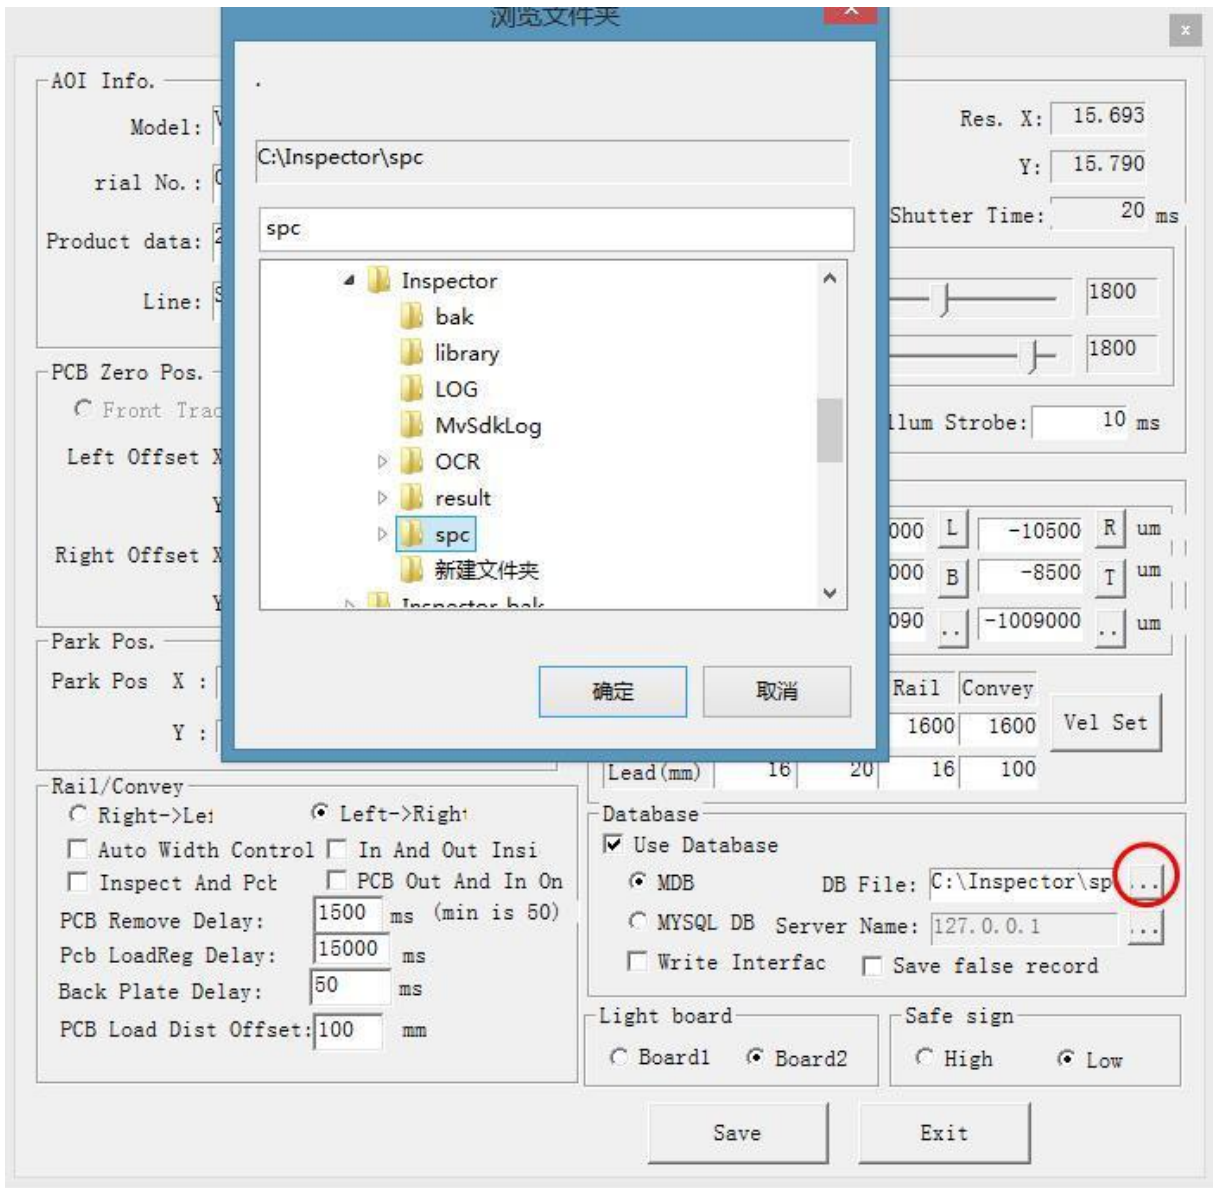 浏览文件夹
x
AOI Info.
.
Model:
Res. X: 15.693
C:\Inspector\spc
Y: 15.790
rial No.:
Shutter Time: 20 ms
spc
Product data: 2
Inspector
Line:
1800
bak
library
1800
PCB Zero Pos.
LOG
Front Trac
MvSdkLog
llum Strobe: 10 ms
Left Offset X
OCR
result
Y
spc
000 L -10500 R um
Right Offset X
新建文件夹
000 B -8500 T um
Y
Inspector bak
090 .. -1009000 .. um
Park Pos.
Park Pos X :
确定 取消
Rail Convey
Y :
1600 1600 Vel Set
Lead(mm) 16 20 16 100
Rail/Convey
Right->Lef Left->Right
Auto Width Control In And Out Insi
Inspect And Pcb PCB Out And In On
PCB Remove Delay: 1500 ms (min is 50)
Pcb LoadReg Delay: 15000 ms
Back Plate Delay: 50 ms
PCB Load Dist Offset: 100 mm
Database
Use Database
MDB DB File: C:\Inspector\sp ...
MYSQL DB Server Name: 127.0.0.1 ...
Write Interfac Save false record
Light board
Board1 Board2
Safe sign
High Low
Save Exit